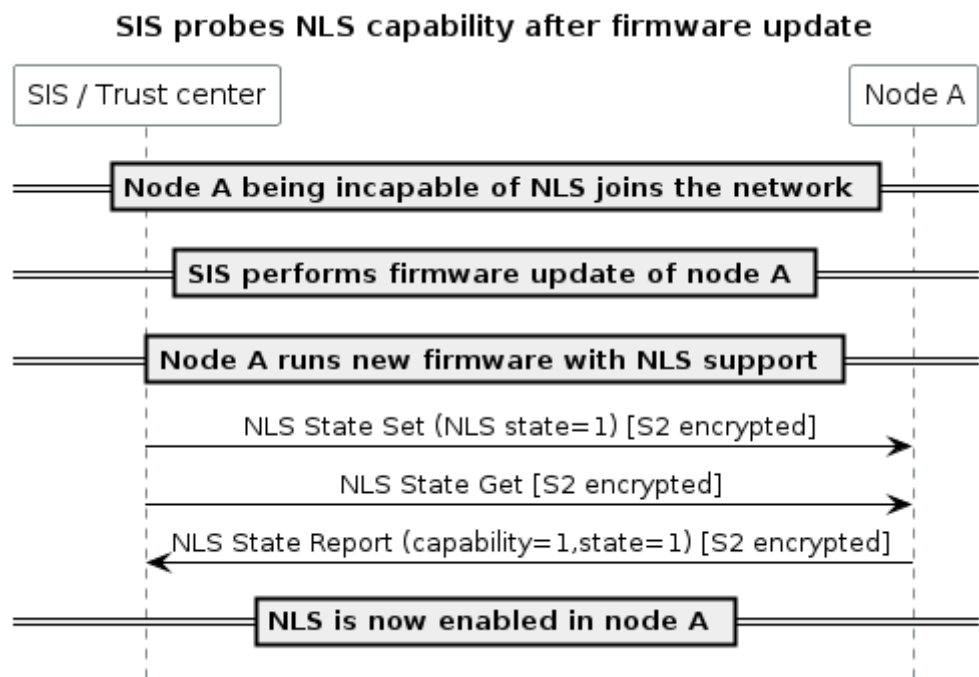 SIS probes NLS capability after firmware update
SIS / Trust center
Node A
Node A being incapable of NLS joins the network
SIS performs firmware update of node A
Node A runs new firmware with NLS support
NLS State Set (NLS state=1) [S2 encrypted]
NLS State Get [S2 encrypted]
NLS State Report (capability=1,state=1) [S2 encrypted]
NLS is now enabled in node A